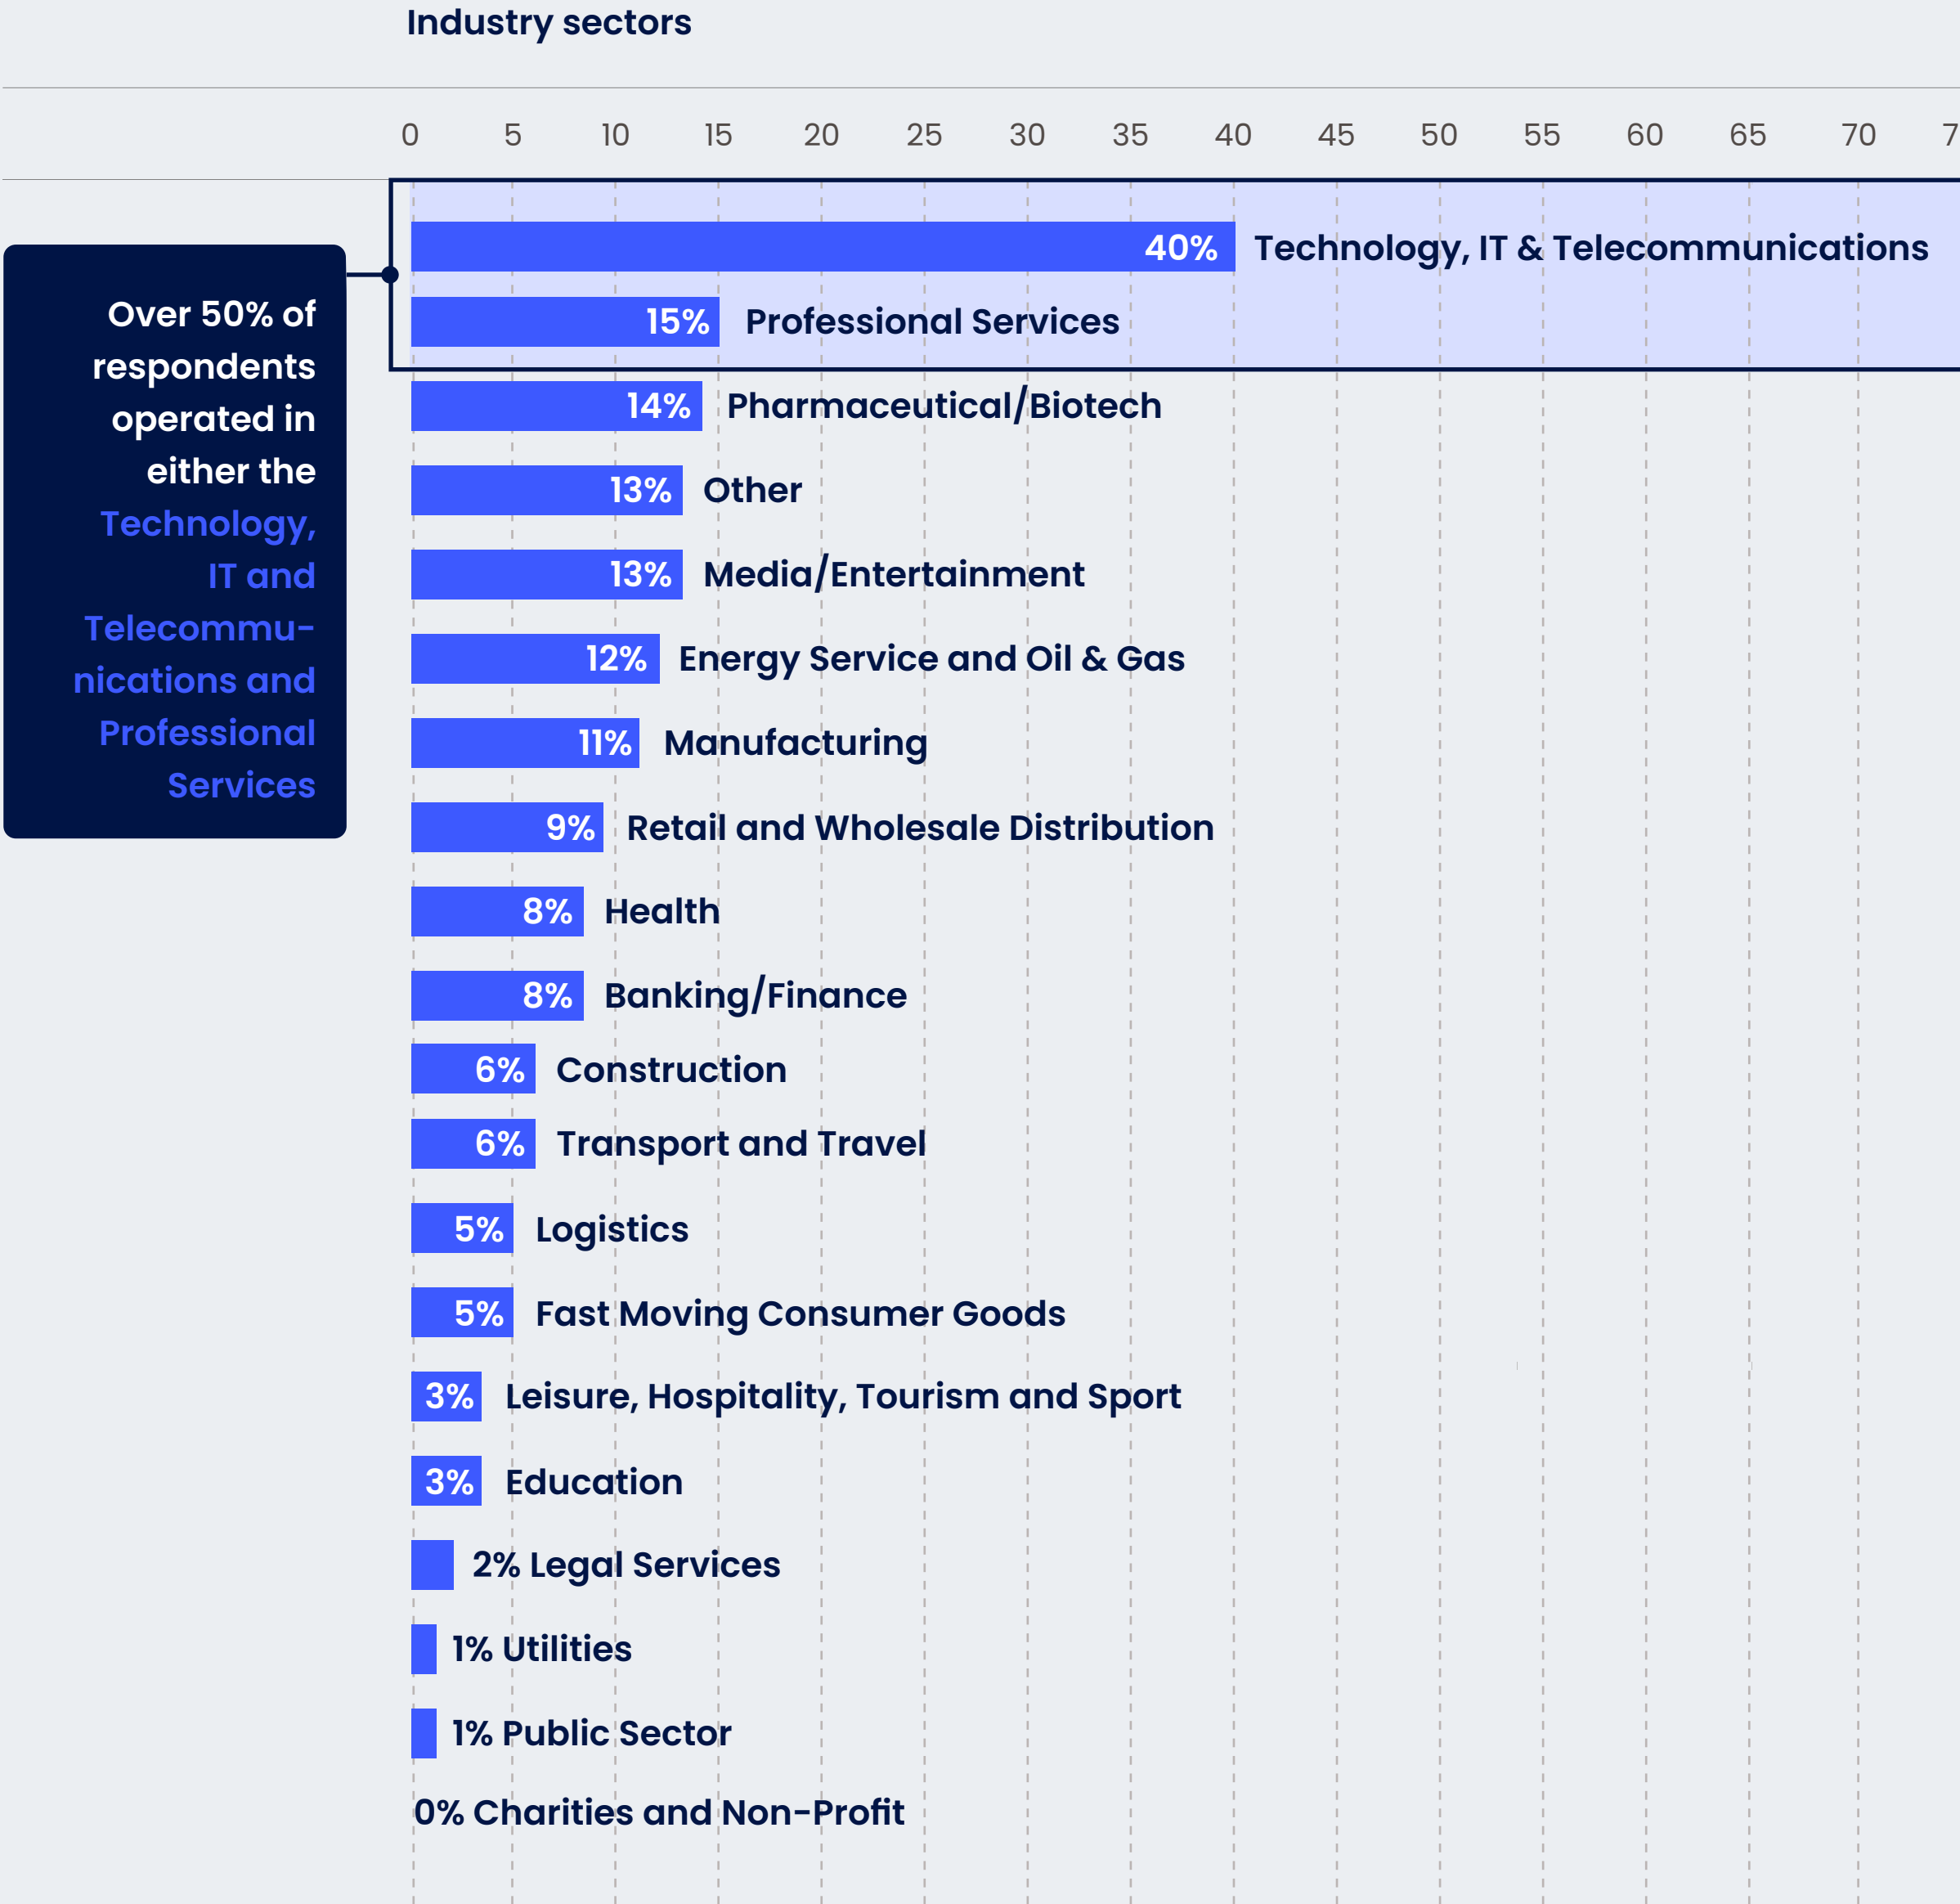 Industry sectors
0 5 10 15 20 25 30 35 40 45 50 55 60 65 70 7
Over 50% of
respondents
operated in
either the
Technology,
IT and
Telecommu-
nications and
Professional
Services
40% Technology, IT & Telecommunications
15% Professional Services
14% Pharmaceutical/Biotech
13% Other
13% Media/Entertainment
12% Energy Service and Oil & Gas
11% Manufacturing
9% Retail and Wholesale Distribution
8% Health
8% Banking/Finance
6% Construction
6% Transport and Travel
5% Logistics
5% Fast Moving Consumer Goods
3% Leisure, Hospitality, Tourism and Sport
3% Education
2% Legal Services
1% Utilities
1% Public Sector
0% Charities and Non-Profit